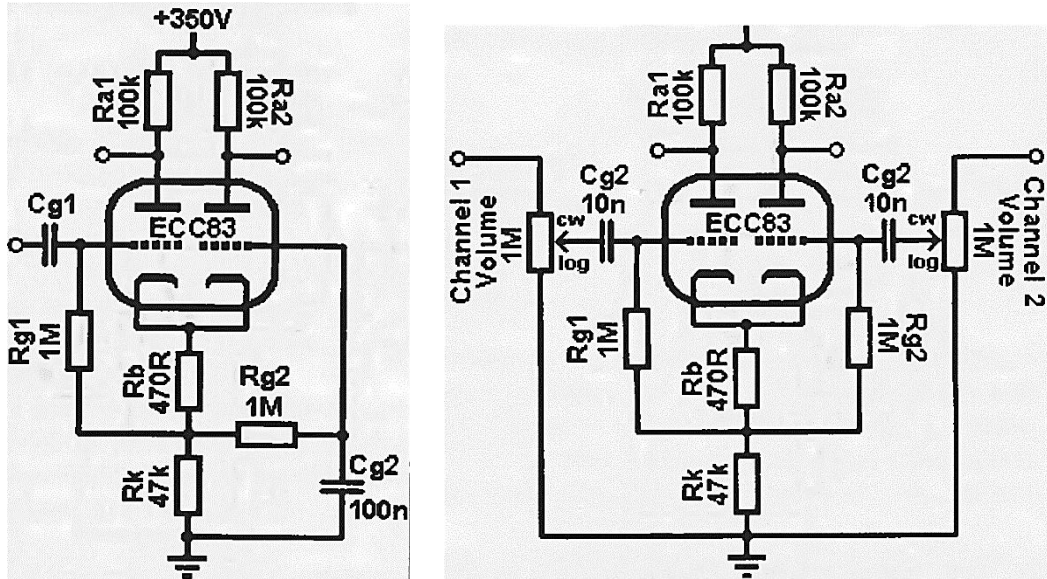 +350V
Ra1
100k
Ra2
100k
Cg1
ECC83
Rg1
1M
Rb
470R
Rg2
1M
Rk
47k
Cg2
100n
Ra1
100k
Ra2
100k
Channel 1
Volume
1M
cw
log
Cg2
10n
ECC83
Cg2
10n
cw
log
1M
Volume
Channel 2
Rg1
1M
Rb
470R
Rg2
1M
Rk
47k